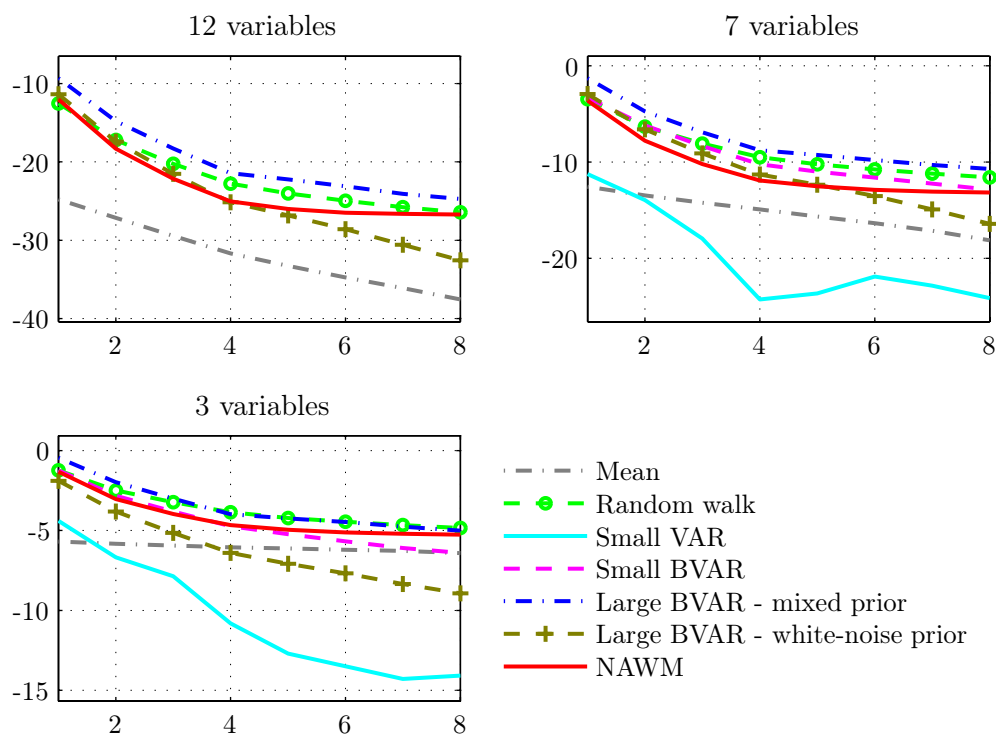 12 variables
7 variables
-10
-20
-30
-40
2 4 6 8
0
-10
-20
2 4 6 8
3 variables
0
-5
-10
-15
2 4 6 8
Mean
Random walk
Small VAR
Small BVAR
Large BVAR - mixed prior
Large BVAR - white-noise prior
NAWM